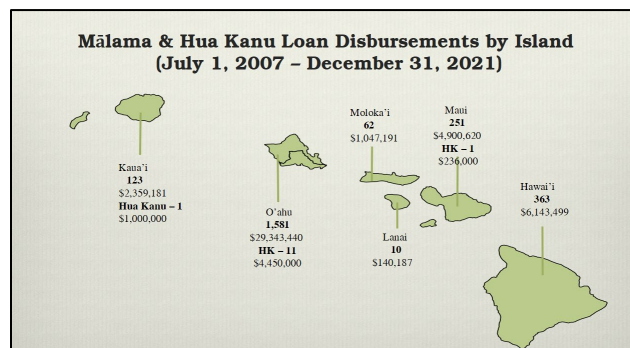 Mālama & Hua Kanu Loan Disbursements by Island
(July 1, 2007 – December 31, 2021)
Kaua'i
123
$2,359,181
Hua Kanu – 1
$1,000,000
O'ahu
1,581
$29,343,440
HK – 11
$4,450,000
Moloka'i
62
$1,047,191
Lanai
10
$140,187
Maui
251
$4,900,620
HK – 1
$236,000
Hawai'i
363
$6,143,499